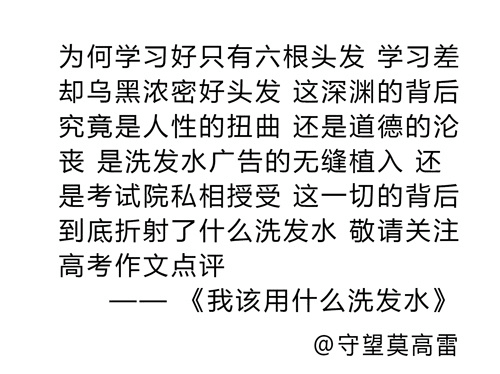 为何学习好只有六根头发 学习差
却乌黑浓密好头发 这深渊的背后
究竟是人性的扭曲 还是道德的沦
丧 是洗发水广告的无缝植入 还
是考试院私相授受 这一切的背后
到底折射了什么洗发水 敬请关注
高考作文点评
—— 《我该用什么洗发水》
@守望莫高雷